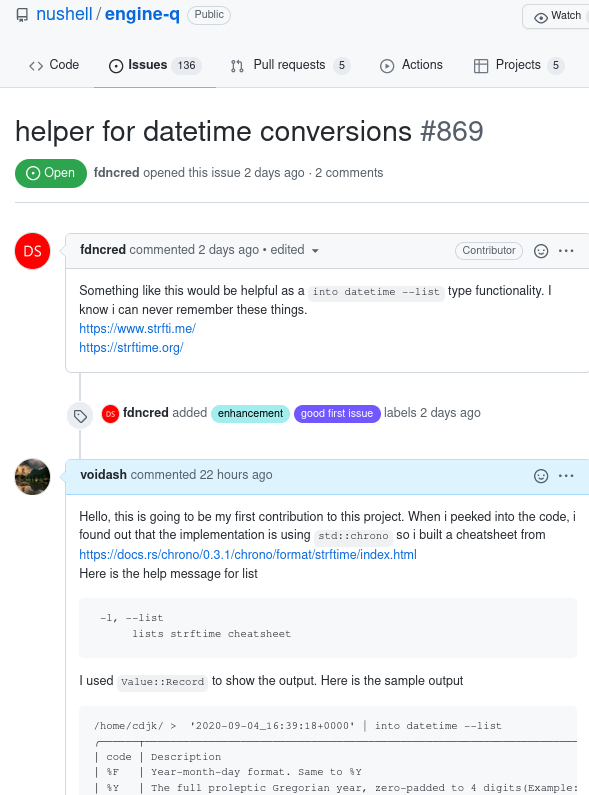 nushell / engine-q Public Watch
Code Issues 136 Pull requests 5 Actions Projects 5
helper for datetime conversions #869
Open fdncred opened this issue 2 days ago · 2 comments
DS fdncred commented 2 days ago • edited Contributor
Something like this would be helpful as a into datetime --list type functionality. I
know i can never remember these things.
https://www.strfti.me/
https://strftime.org/
DS fdncred added enhancement good first issue labels 2 days ago
voidash commented 22 hours ago
Hello, this is going to be my first contribution to this project. When i peeked into the code, i
found out that the implementation is using std::chrono so i built a cheatsheet from
https://docs.rs/chrono/0.3.1/chrono/format/strftime/index.html
Here is the help message for list
-l, --list
lists strftime cheatsheet
I used Value::Record to show the output. Here is the sample output
/home/cdjk/ > '2020-09-04_16:39:18+0000' | into datetime --list
| code | Description
| %F | Year-month-day format. Same to %Y
| %Y | The full proleptic Gregorian year, zero-padded to 4 digits(Example: